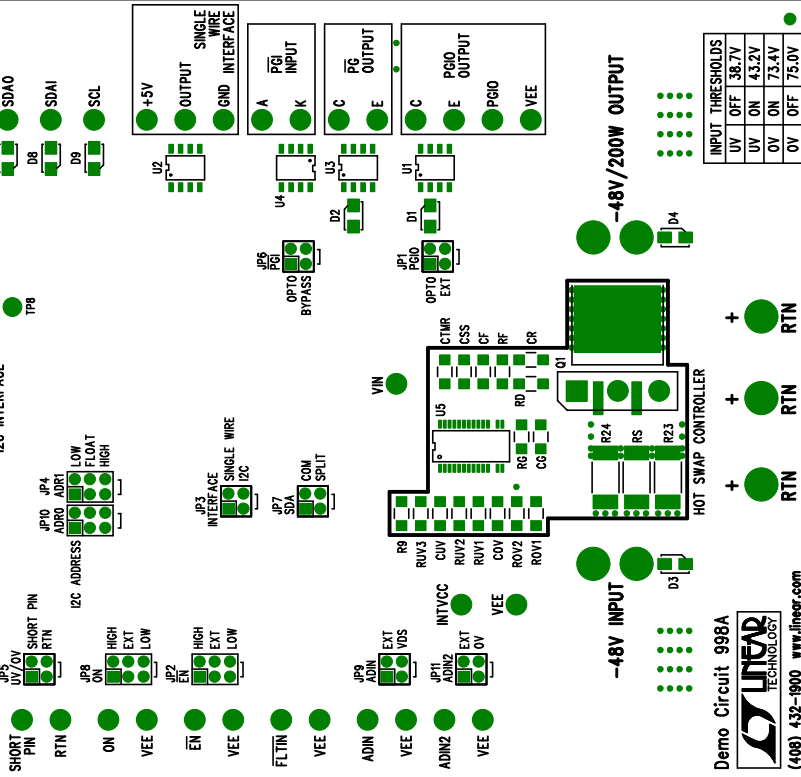 SDAO
SDAI
SCL
D8
D9
+5V
OUTPUT
GND
SINGLE
WIRE
INTERFACE
PGI
INPUT
A
K
PG
OUTPUT
C
E
PGIO
OUTPUT
C
E
PGIO
VEE
U2
U4
U3
U1
D2
D1
-48V/200W OUTPUT
INPUT THRESHOLDS
UV OFF 38.7V
UV ON 43.2V
OV ON 73.4V
OV OFF 75.0V
D4
JP6
PGI
OPTO
BYPASS
JP1
PGIO
OPTO
EXT
TP8
I2C INTERFACE
VIN
CTMR
CSS
CF
RF
CR
RD
Q1
U5
RG
CG
R24
RS
R23
HOT SWAP CONTROLLER
+
RTN
+
RTN
+
RTN
JP4
ADR1
LOW
FLOAT
HIGH
JP10
ADR0
I2C ADDRESS
JP3
INTERFACE
SINGLE WIRE
I2C
JP7
SDA
COM
SPLIT
R9
RUV3
CUV
RUV2
RUV1
COV
ROV2
ROV1
INTVCC
VEE
-48V INPUT
D3
JP5
UV/OV
SHORT PIN
RTN
JP8
ON
HIGH
EXT
LOW
JP2
EN
HIGH
EXT
LOW
JP9
ADIN
EXT
VDS
JP11
ADIN2
EXT
OV
SHORT
PIN
RTN
ON
VEE
EN
VEE
FLTIN
VEE
ADIN
VEE
ADIN2
VEE
Demo Circuit 998A
LINEAR
TECHNOLOGY
(408) 432-1900 www.linear.com